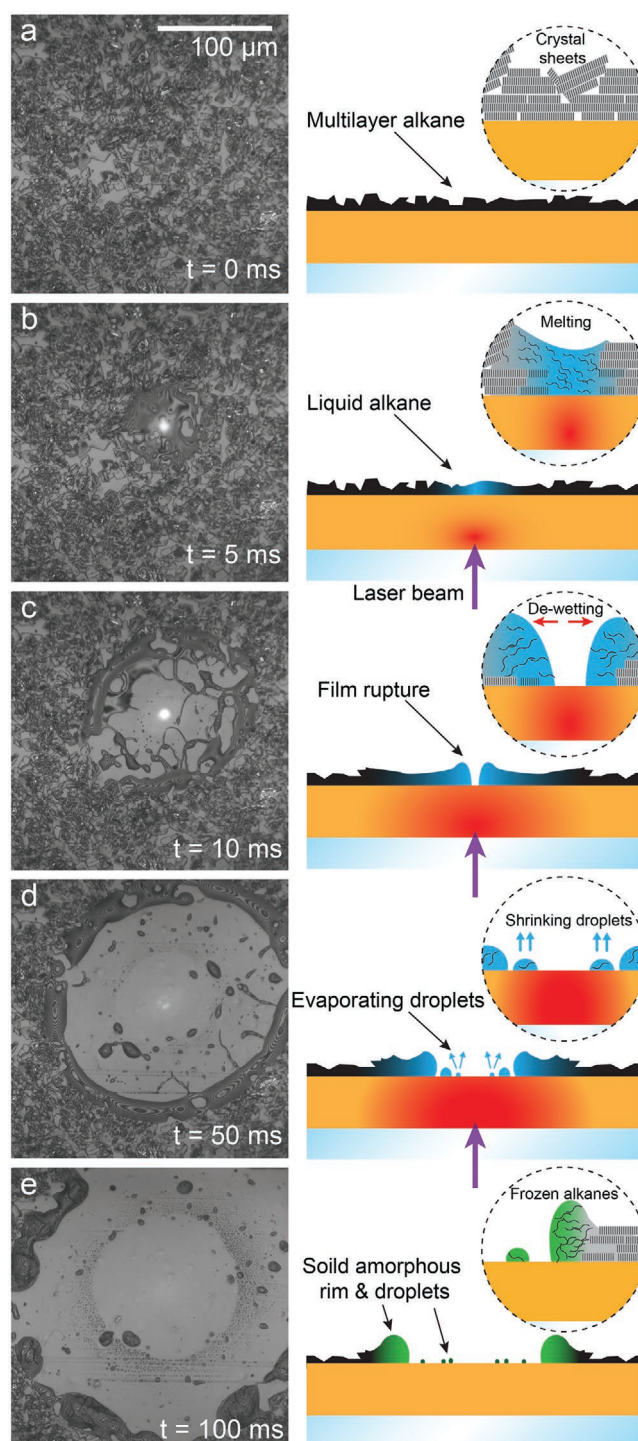 a
100 µm
t = 0 ms
Crystal
sheets
Multilayer alkane
b
t = 5 ms
Melting
Liquid alkane
Laser beam
c
t = 10 ms
De-wetting
Film rupture
d
t = 50 ms
Shrinking droplets
Evaporating droplets
e
t = 100 ms
Frozen alkanes
Soild amorphous
rim & droplets